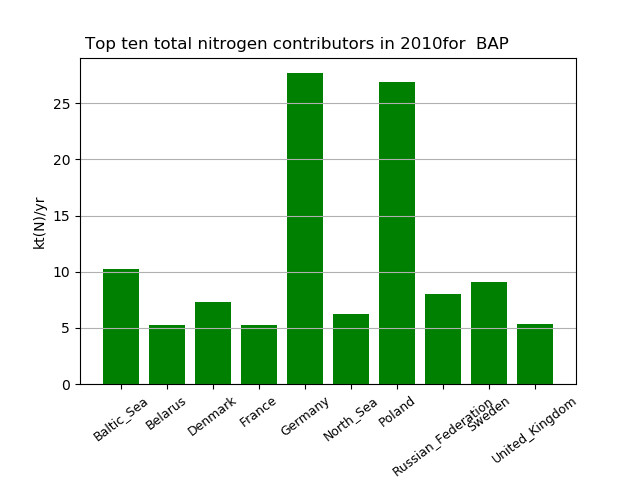 Top ten total nitrogen contributors in 2010for  BAP
kt(N)/yr
25
20
15
10
5
0
Baltic_Sea
Belarus
Denmark
France
Germany
North_Sea
Poland
Russian_Federation
Sweden
United_Kingdom